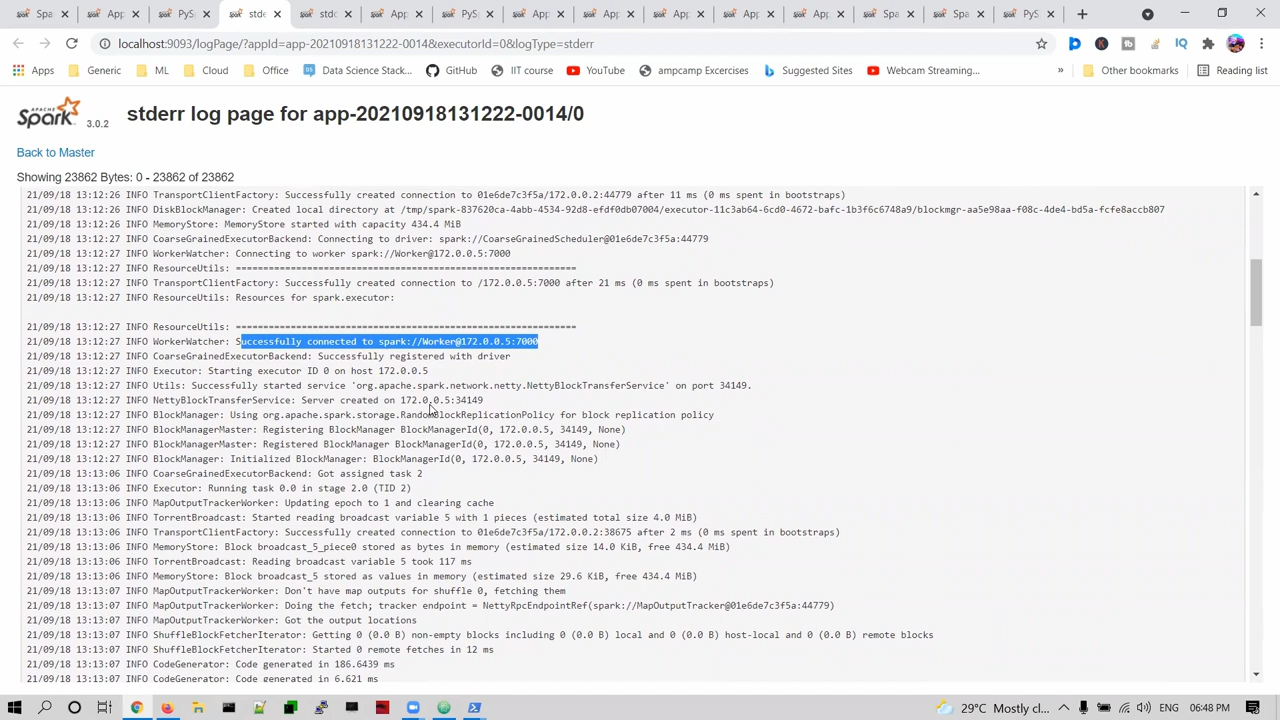 Spa
App
PyS
stde
stdo
App
PyS
App
App
App
App
App
Spa
Spa
PyS
localhost:9093/logPage/?appId=app-20210918131222-0014&executorId=0&logType=stderr
Apps Generic ML Cloud Office Data Science Stack... GitHub IIT course YouTube ampcamp Excercises Suggested Sites Webcam Streaming... » Other bookmarks Reading list
APACHE Spark 3.0.2 stderr log page for app-20210918131222-0014/0
Back to Master
Showing 23862 Bytes: 0 - 23862 of 23862
21/09/18 13:12:26 INFO TransportClientFactory: Successfully created connection to 01e6de7c3f5a/172.0.0.2:44779 after 11 ms (0 ms spent in bootstraps)
21/09/18 13:12:26 INFO DiskBlockManager: Created local directory at /tmp/spark-837620ca-4abb-4534-92d8-efdf0db07004/executor-11c3ab64-6cd0-4672-bafc-1b3f6c6748a9/blockmgr-aa5e98aa-f08c-4de4-bd5a-fcfe8accb807
21/09/18 13:12:26 INFO MemoryStore: MemoryStore started with capacity 434.4 MiB
21/09/18 13:12:27 INFO CoarseGrainedExecutorBackend: Connecting to driver: spark://CoarseGrainedScheduler@01e6de7c3f5a:44779
21/09/18 13:12:27 INFO WorkerWatcher: Connecting to worker spark://Worker@172.0.0.5:7000
21/09/18 13:12:27 INFO ResourceUtils: ==============================================================
21/09/18 13:12:27 INFO TransportClientFactory: Successfully created connection to /172.0.0.5:7000 after 21 ms (0 ms spent in bootstraps)
21/09/18 13:12:27 INFO ResourceUtils: Resources for spark.executor:
21/09/18 13:12:27 INFO ResourceUtils: ==============================================================
21/09/18 13:12:27 INFO WorkerWatcher: Successfully connected to spark://Worker@172.0.0.5:7000
21/09/18 13:12:27 INFO CoarseGrainedExecutorBackend: Successfully registered with driver
21/09/18 13:12:27 INFO Executor: Starting executor ID 0 on host 172.0.0.5
21/09/18 13:12:27 INFO Utils: Successfully started service 'org.apache.spark.network.netty.NettyBlockTransferService' on port 34149.
21/09/18 13:12:27 INFO NettyBlockTransferService: Server created on 172.0.0.5:34149
21/09/18 13:12:27 INFO BlockManager: Using org.apache.spark.storage.RandomBlockReplicationPolicy for block replication policy
21/09/18 13:12:27 INFO BlockManagerMaster: Registering BlockManager BlockManagerId(0, 172.0.0.5, 34149, None)
21/09/18 13:12:27 INFO BlockManagerMaster: Registered BlockManager BlockManagerId(0, 172.0.0.5, 34149, None)
21/09/18 13:12:27 INFO BlockManager: Initialized BlockManager: BlockManagerId(0, 172.0.0.5, 34149, None)
21/09/18 13:13:06 INFO CoarseGrainedExecutorBackend: Got assigned task 2
21/09/18 13:13:06 INFO Executor: Running task 0.0 in stage 2.0 (TID 2)
21/09/18 13:13:06 INFO MapOutputTrackerWorker: Updating epoch to 1 and clearing cache
21/09/18 13:13:06 INFO TorrentBroadcast: Started reading broadcast variable 5 with 1 pieces (estimated total size 4.0 MiB)
21/09/18 13:13:06 INFO TransportClientFactory: Successfully created connection to 01e6de7c3f5a/172.0.0.2:38675 after 2 ms (0 ms spent in bootstraps)
21/09/18 13:13:06 INFO MemoryStore: Block broadcast_5_piece0 stored as bytes in memory (estimated size 14.0 KiB, free 434.4 MiB)
21/09/18 13:13:06 INFO TorrentBroadcast: Reading broadcast variable 5 took 117 ms
21/09/18 13:13:06 INFO MemoryStore: Block broadcast_5 stored as values in memory (estimated size 29.6 KiB, free 434.4 MiB)
21/09/18 13:13:07 INFO MapOutputTrackerWorker: Don't have map outputs for shuffle 0, fetching them
21/09/18 13:13:07 INFO MapOutputTrackerWorker: Doing the fetch; tracker endpoint = NettyRpcEndpointRef(spark://MapOutputTracker@01e6de7c3f5a:44779)
21/09/18 13:13:07 INFO MapOutputTrackerWorker: Got the output locations
21/09/18 13:13:07 INFO ShuffleBlockFetcherIterator: Getting 0 (0.0 B) non-empty blocks including 0 (0.0 B) local and 0 (0.0 B) host-local and 0 (0.0 B) remote blocks
21/09/18 13:13:07 INFO ShuffleBlockFetcherIterator: Started 0 remote fetches in 12 ms
21/09/18 13:13:07 INFO CodeGenerator: Code generated in 186.6439 ms
21/09/18 13:13:07 INFO CodeGenerator: Code generated in 6.621 ms
29°C Mostly cl... ENG 06:48 PM